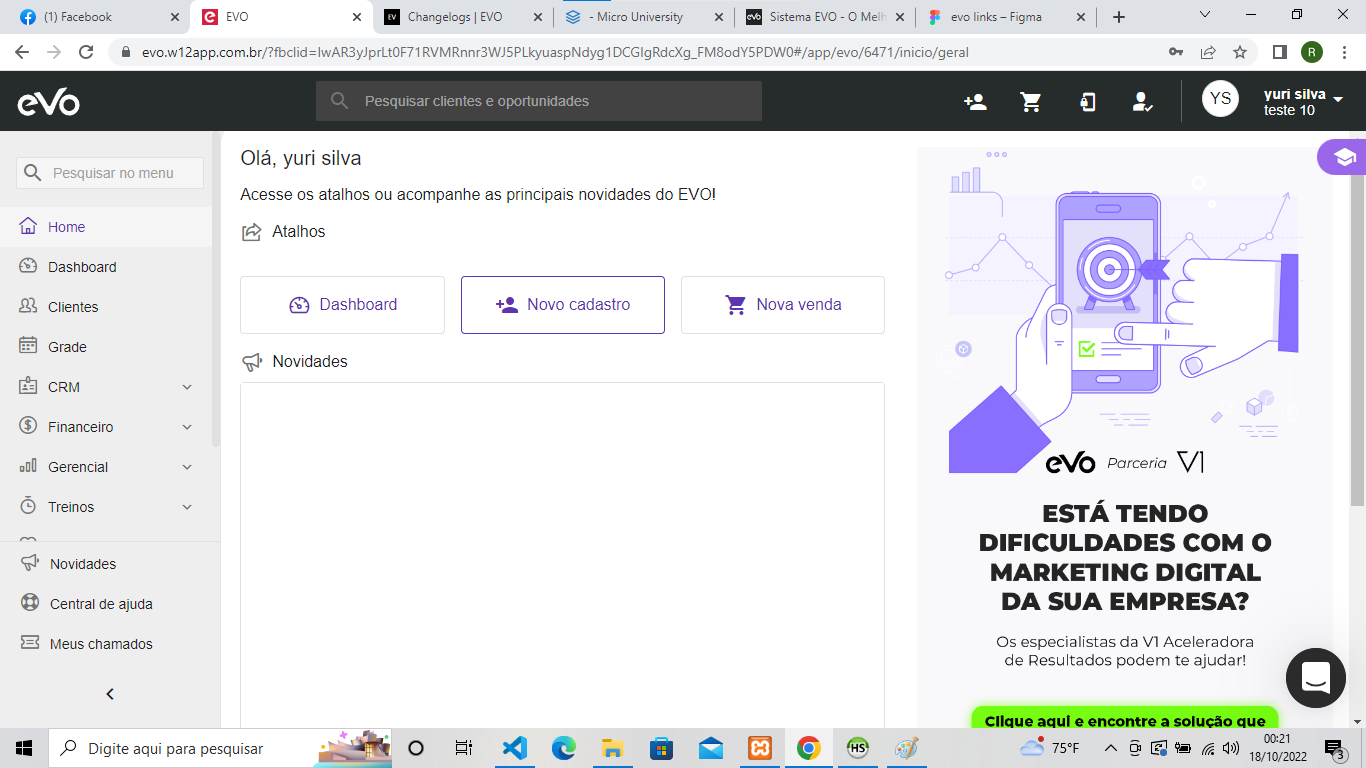 (1) Facebook
EVO
Changelogs | EVO
- Micro University
Sistema EVO - O Melh
evo links – Figma
evo.w12app.com.br/?fbclid=IwAR3yJprLt0F71RVMRnnr3WJ5PLkyuaspNdyg1DCGIgRdcXg_FM8odY5PDW0#/app/evo/6471/inicio/geral
R
evo
Pesquisar clientes e oportunidades
YS
yuri silva
teste 10
Pesquisar no menu
Home
Dashboard
Clientes
Grade
CRM
Financeiro
Gerencial
Treinos
Novidades
Central de ajuda
Meus chamados
Olá, yuri silva
Acesse os atalhos ou acompanhe as principais novidades do EVO!
Atalhos
Dashboard
Novo cadastro
Nova venda
Novidades
evo Parceria V1
ESTÁ TENDO
DIFICULDADES COM O
MARKETING DIGITAL
DA SUA EMPRESA?
Os especialistas da V1 Aceleradora
de Resultados podem te ajudar!
Clique aqui e encontre a solução que
Digite aqui para pesquisar
HS
75°F
00:21
18/10/2022
3